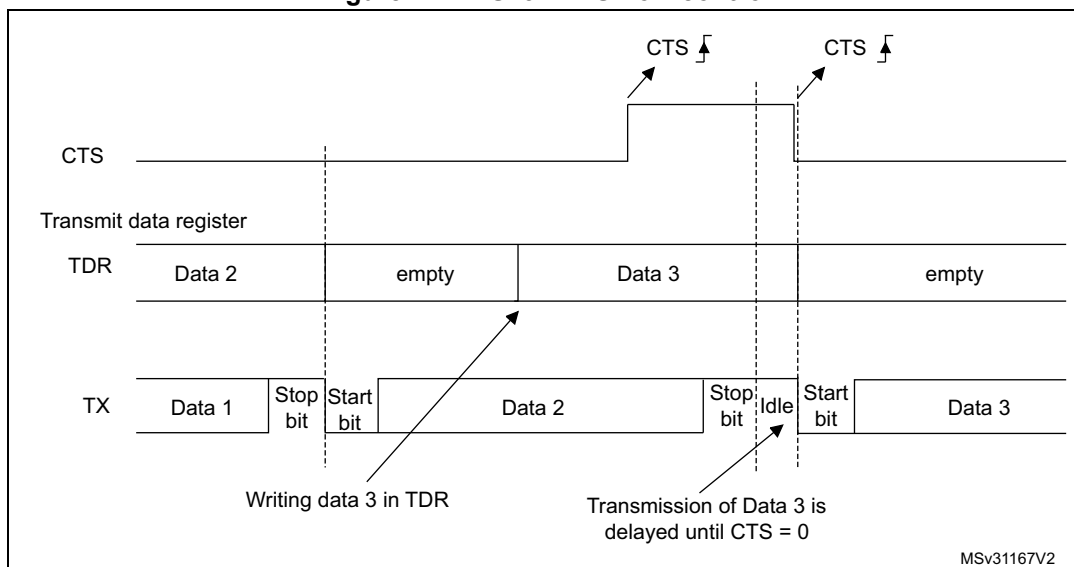 CTS CTS
CTS
Transmit data register
TDR Data 2 empty Data 3 empty
TX Data 1 Stop bit Start bit Data 2 Stop bit Idle Start bit Data 3
Writing data 3 in TDR
Transmission of Data 3 is
delayed until CTS = 0
MSv31167V2